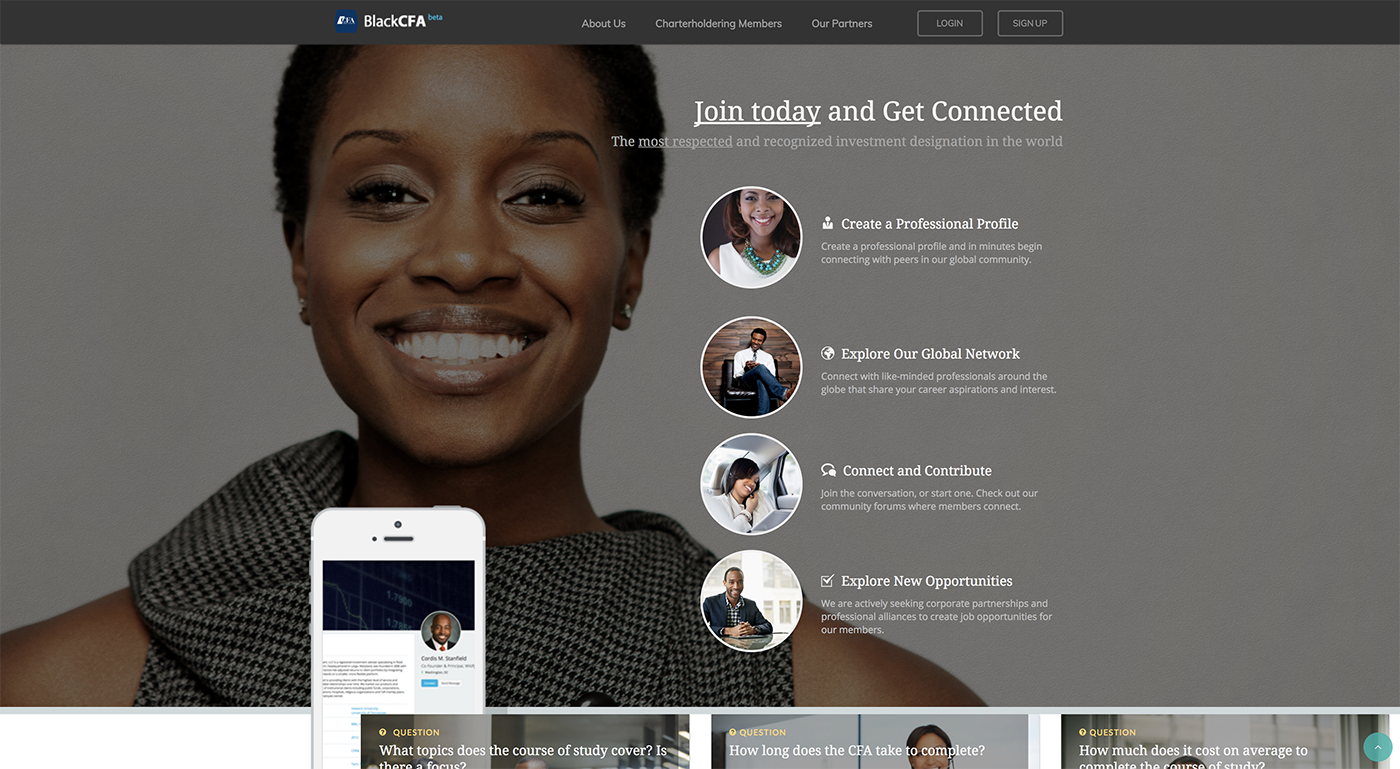 BlackCFA beta
About Us
Charterholdering Members
Our Partners
LOGIN
SIGN UP
Join today and Get Connected
The most respected and recognized investment designation in the world
Create a Professional Profile
Create a professional profile and in minutes begin
connecting with peers in our global community.
Explore Our Global Network
Connect with like-minded professionals around the
globe that share your career aspirations and interest.
Connect and Contribute
Join the conversation, or start one. Check out our
community forums where members connect.
Explore New Opportunities
We are actively seeking corporate partnerships and
professional alliances to create job opportunities for
our members.
Cordis M. Stanfield
QUESTION
What topics does the course of study cover? Is
there a focus?
QUESTION
How long does the CFA take to complete?
QUESTION
How much does it cost on average to
complete the course of study?